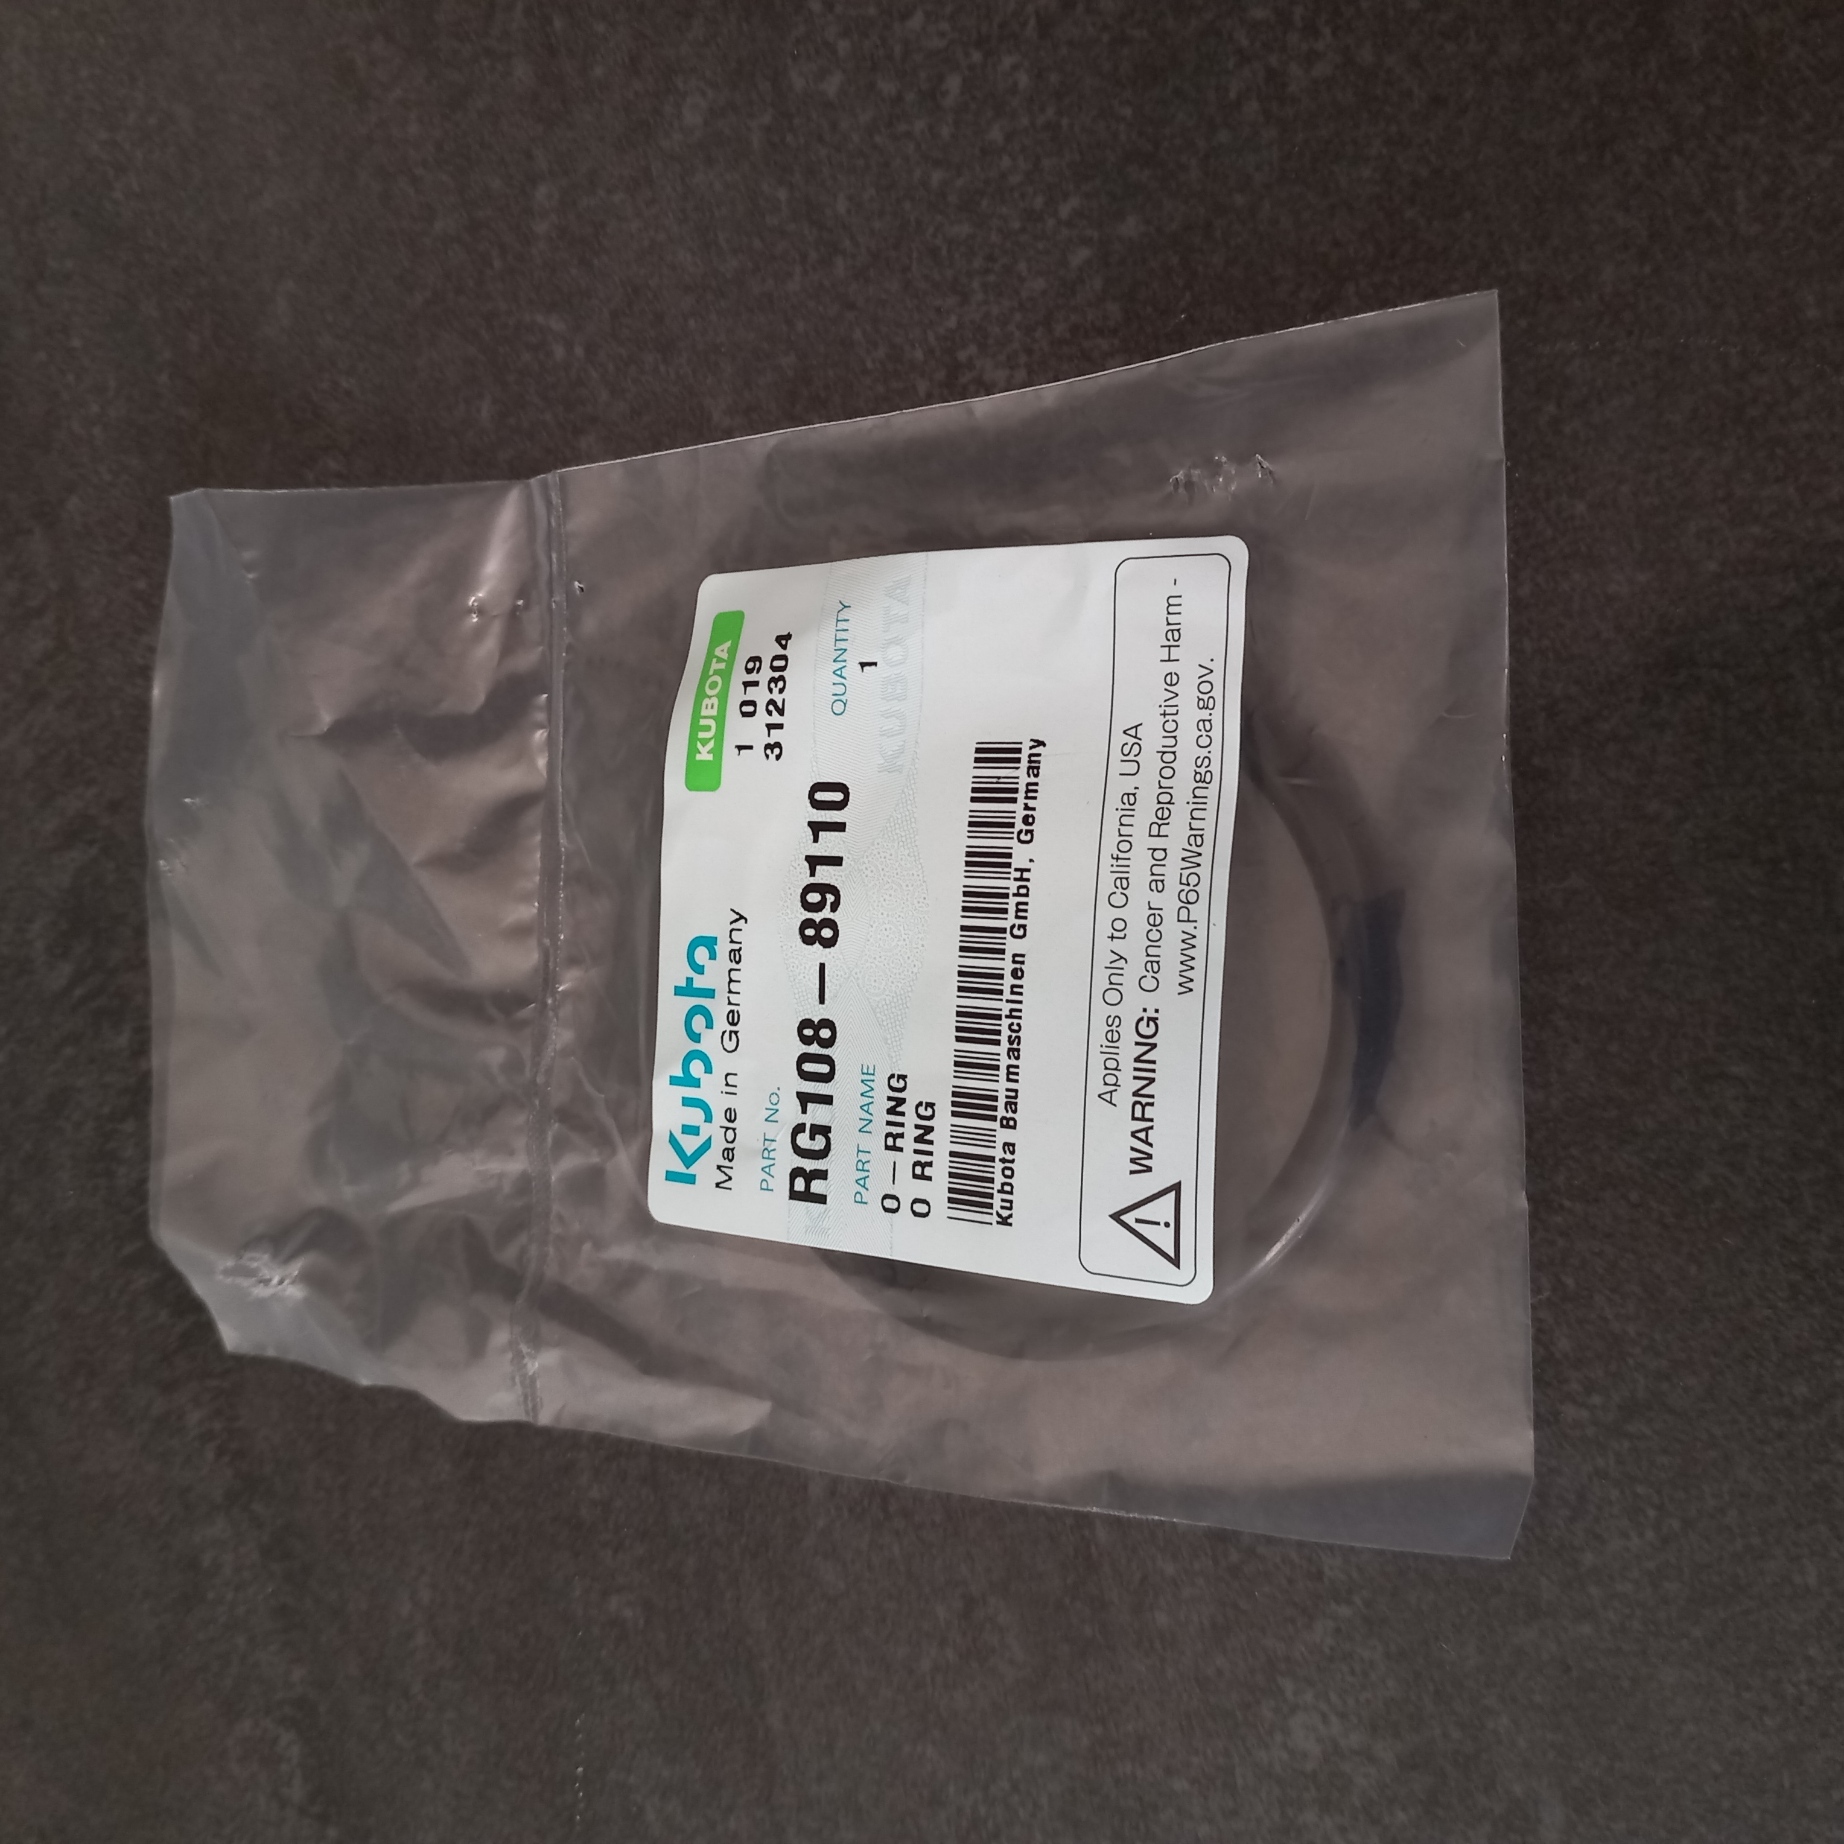 Kubota
KUBOTA
Made in Germany
1 019
312304
PART No.
RG108-89110
PART NAME
QUANTITY
O-RING
1
O RING
KUBOTA
Kubota Baumaschinen GmbH, Germany
Applies Only to California, USA
WARNING: Cancer and Reproductive Harm -
www.P65Warnings.ca.gov.